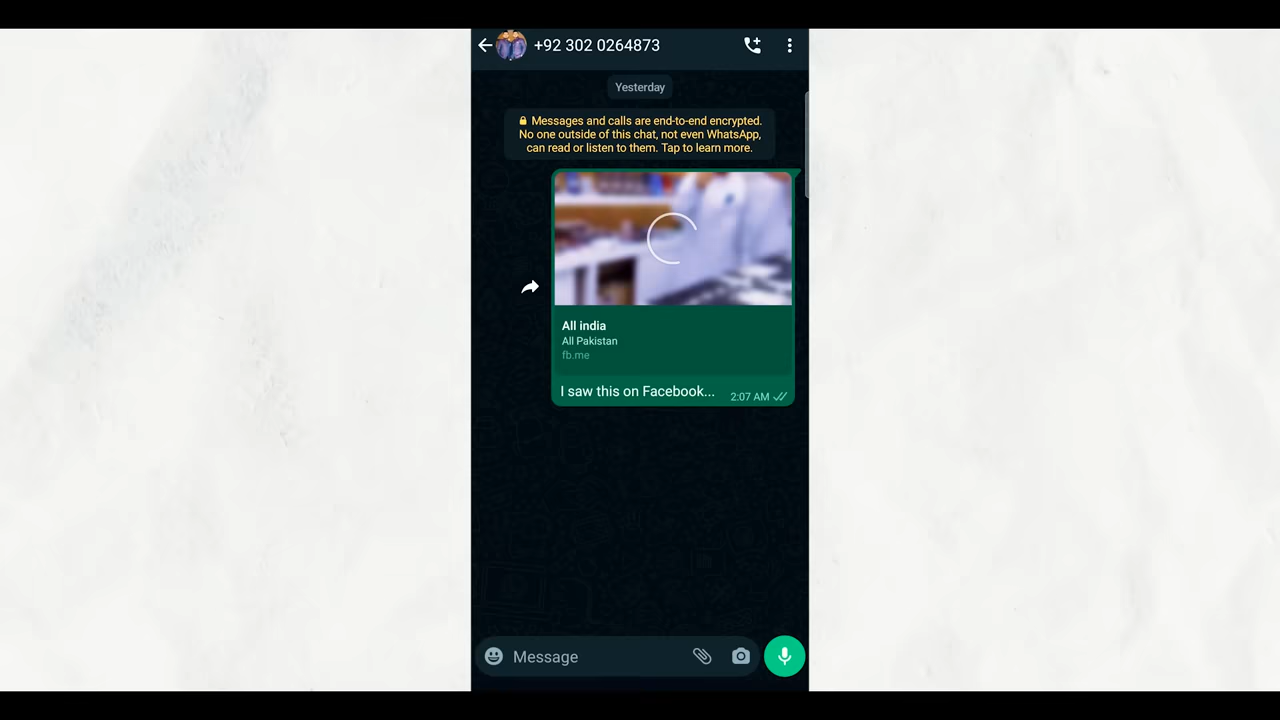 +92 302 0264873
Yesterday
Messages and calls are end-to-end encrypted.
No one outside of this chat, not even WhatsApp,
can read or listen to them. Tap to learn more.
All india
All Pakistan
fb.me
I saw this on Facebook...
2:07 AM
Message